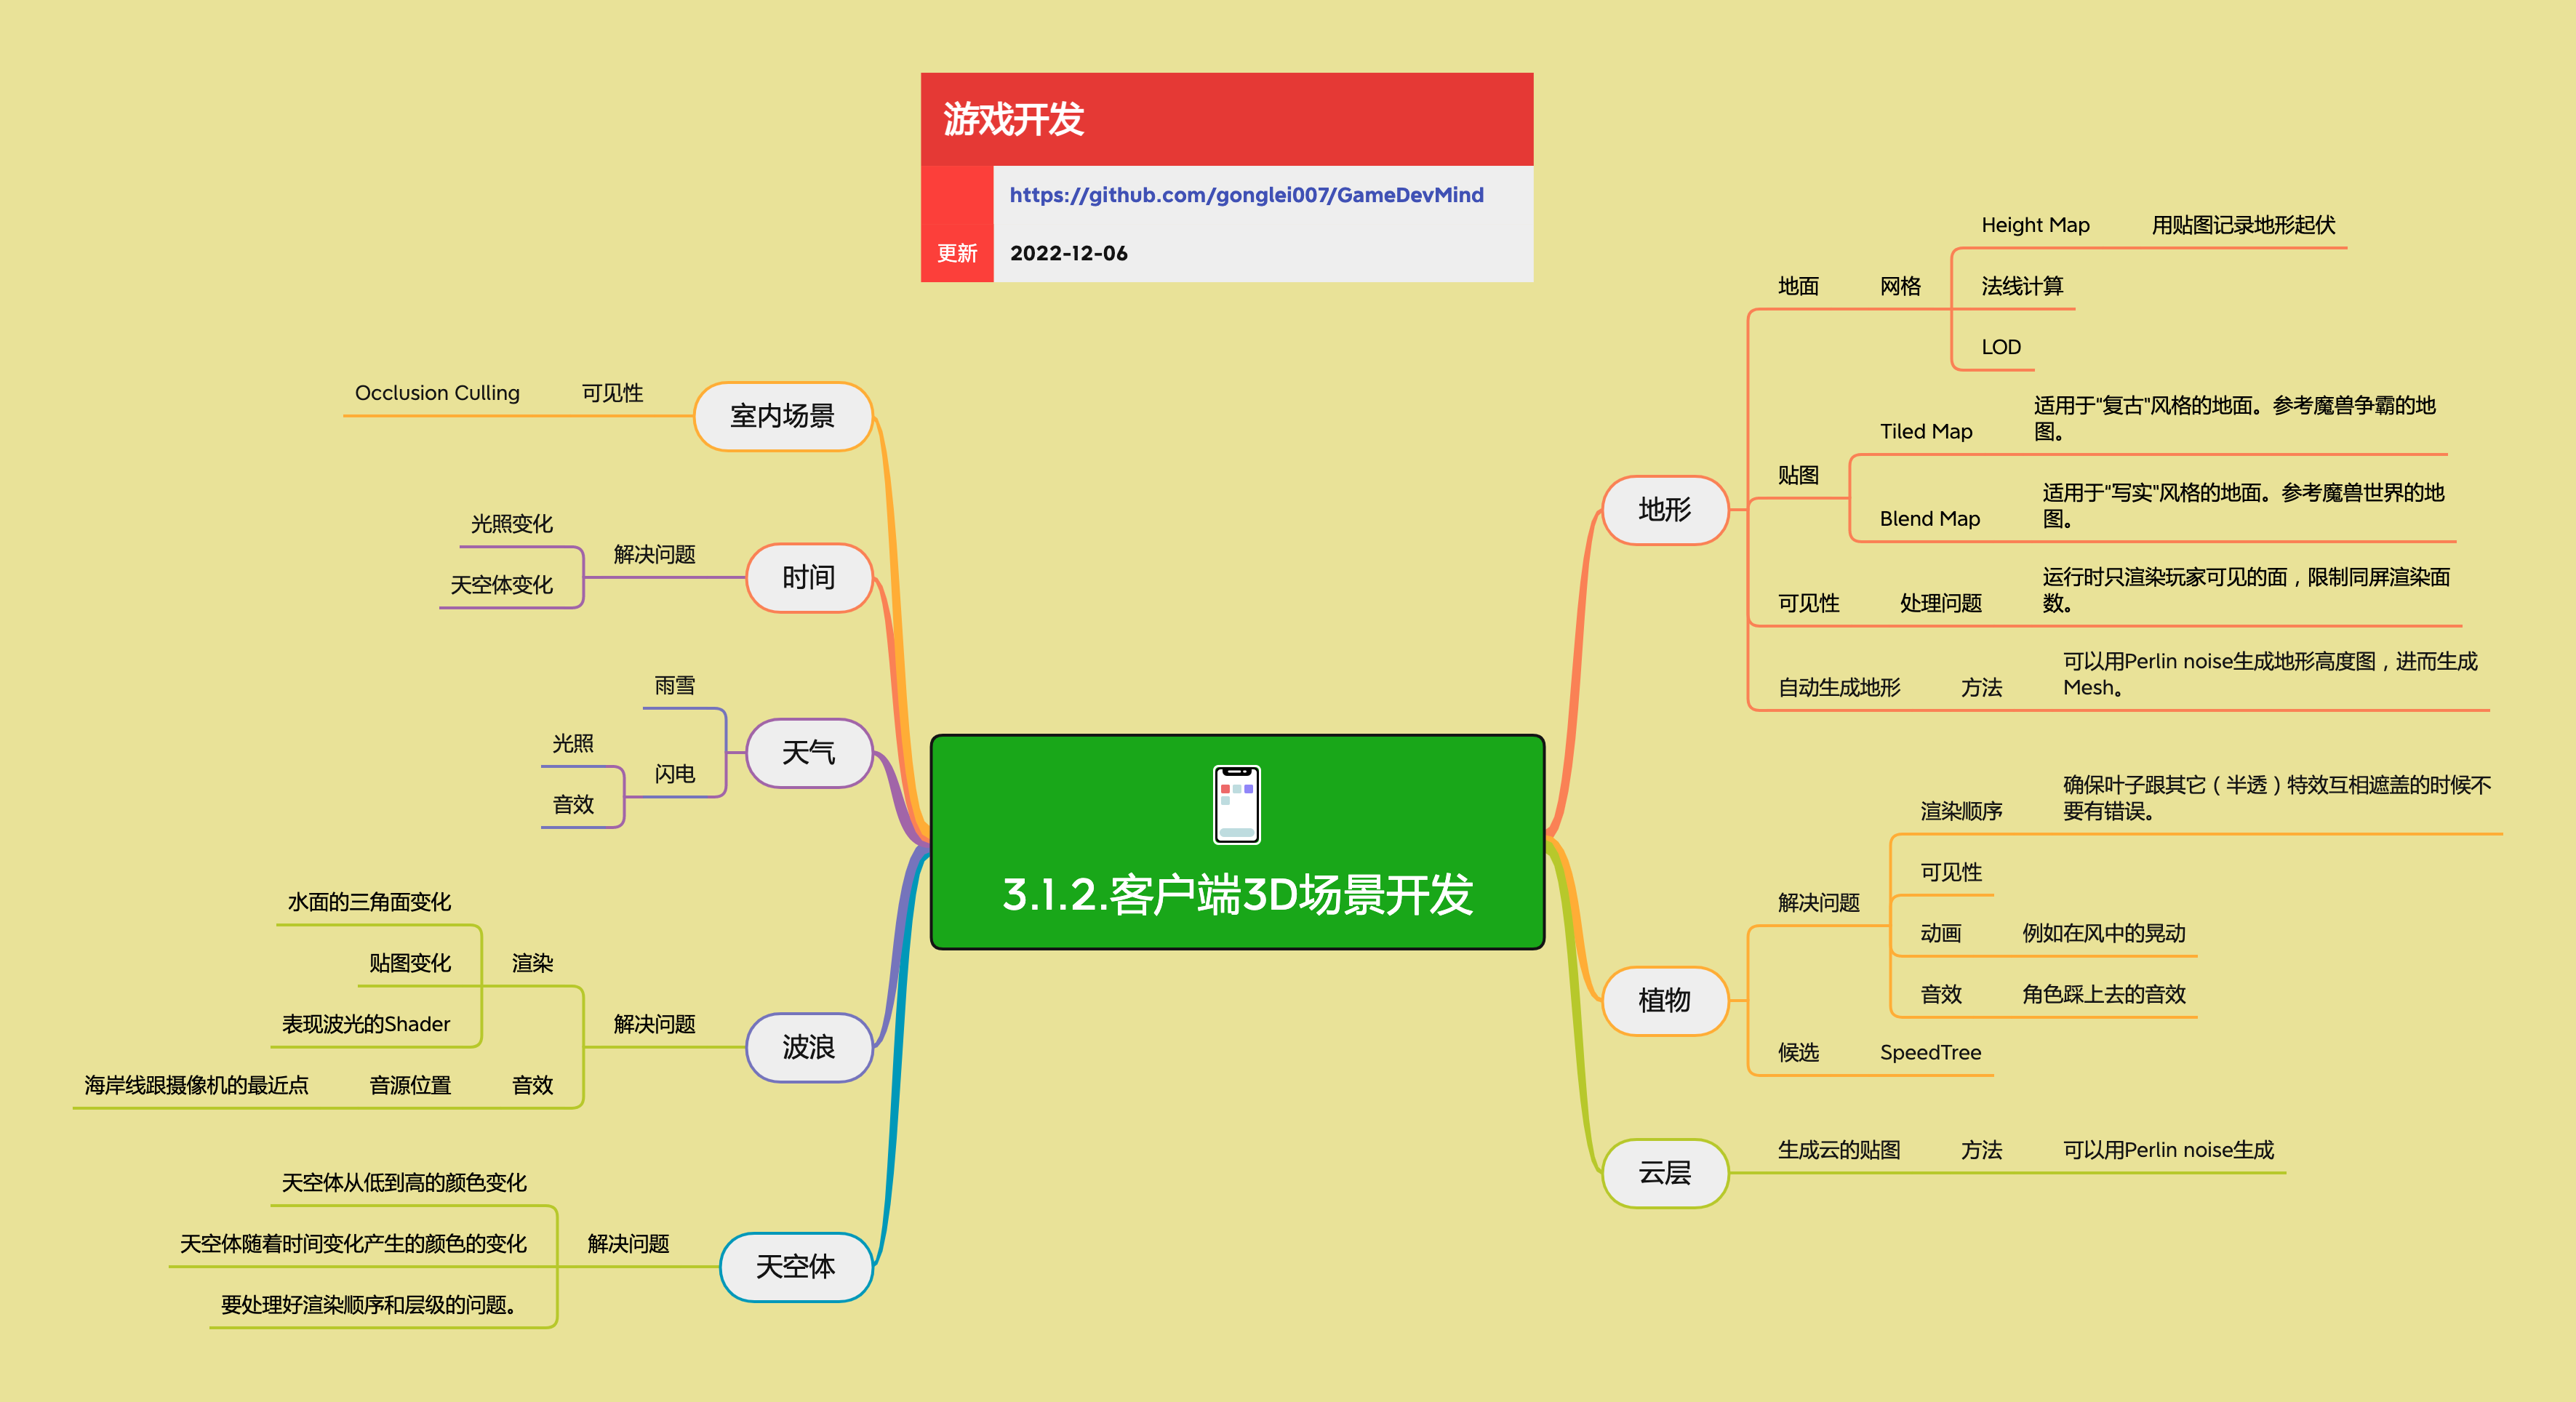 游戏开发
https://github.com/gonglei007/GameDevMind
更新
2022-12-06
3.1.2.客户端3D场景开发
地形
地面
网格
Height Map
用贴图记录地形起伏
法线计算
LOD
贴图
Tiled Map
适用于"复古"风格的地面。参考魔兽争霸的地
图。
Blend Map
适用于"写实"风格的地面。参考魔兽世界的地
图。
可见性
处理问题
运行时只渲染玩家可见的面，限制同屏渲染面
数。
自动生成地形
方法
可以用Perlin noise生成地形高度图，进而生成
Mesh。
植物
解决问题
渲染顺序
确保叶子跟其它（半透）特效互相遮盖的时候不
要有错误。
可见性
动画
例如在风中的晃动
音效
角色踩上去的音效
候选
SpeedTree
云层
生成云的贴图
方法
可以用Perlin noise生成
室内场景
可见性
Occlusion Culling
时间
解决问题
光照变化
天空体变化
天气
雨雪
闪电
光照
音效
波浪
解决问题
渲染
水面的三角面变化
贴图变化
表现波光的Shader
音效
音源位置
海岸线跟摄像机的最近点
天空体
解决问题
天空体从低到高的颜色变化
天空体随着时间变化产生的颜色的变化
要处理好渲染顺序和层级的问题。